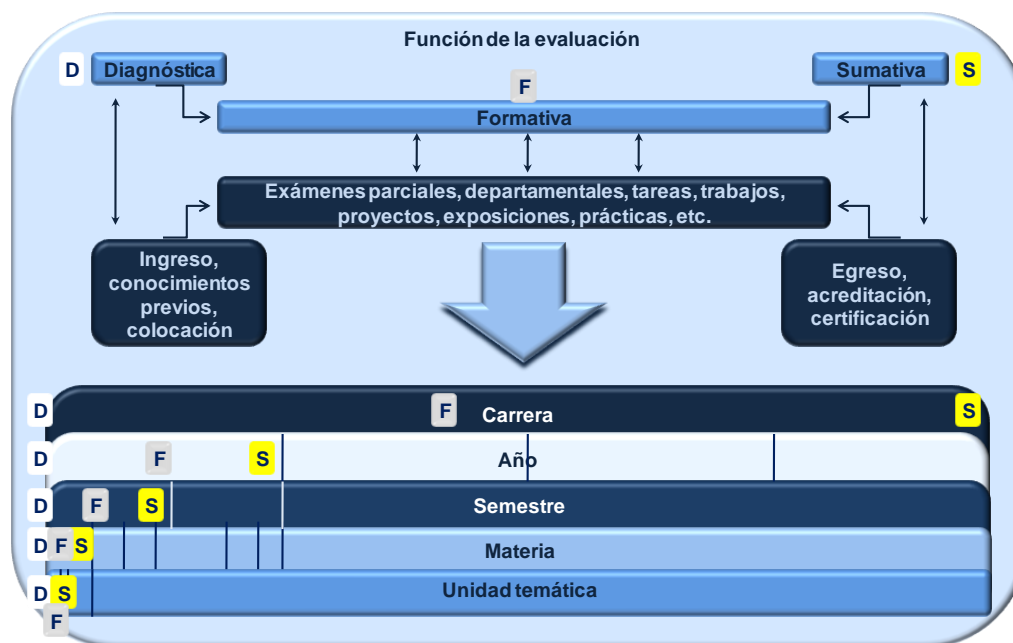 Función de la evaluación
D
Diagnóstica
Sumativa
S
F
Formativa
Exámenes parciales, departamentales, tareas, trabajos,
proyectos, exposiciones, prácticas, etc.
Ingreso,
conocimientos
previos,
colocación
Egreso,
acreditación,
certificación
D
F
Carrera
S
D
F
S
Año
D
F
S
Semestre
D
F
S
Materia
D
S
Unidad temática
F